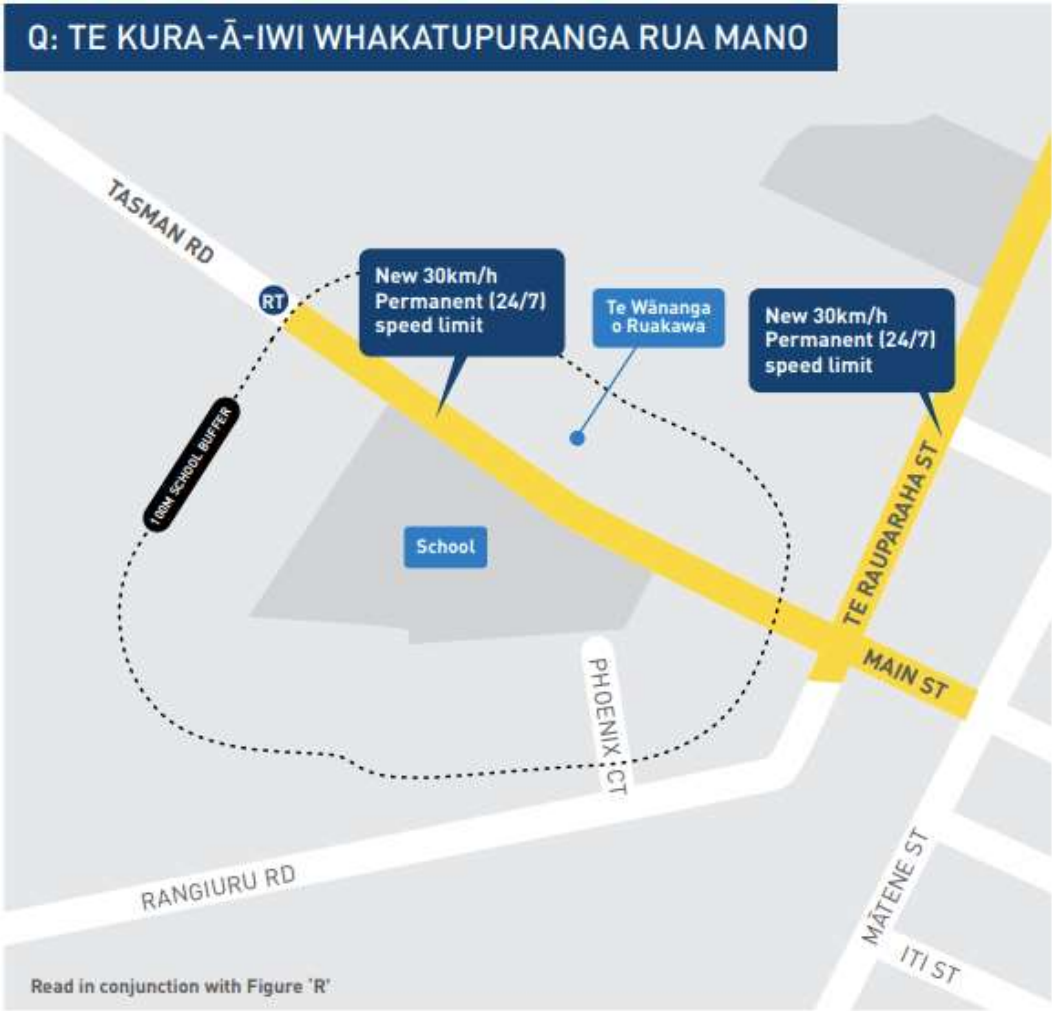 Q: TE KURA-Ā-IWI WHAKATUPURANGA RUA MANO
TASMAN RD
RT
New 30km/h
Permanent (24/7)
speed limit
Te Wānanga
o Ruakawa
New 30km/h
Permanent (24/7)
speed limit
100M SCHOOL BUFFER
School
TE RAUPARAHA ST
MAIN ST
PHOENIX CT
RANGIURU RD
MĀTENE ST
ITI ST
Read in conjunction with Figure 'R'